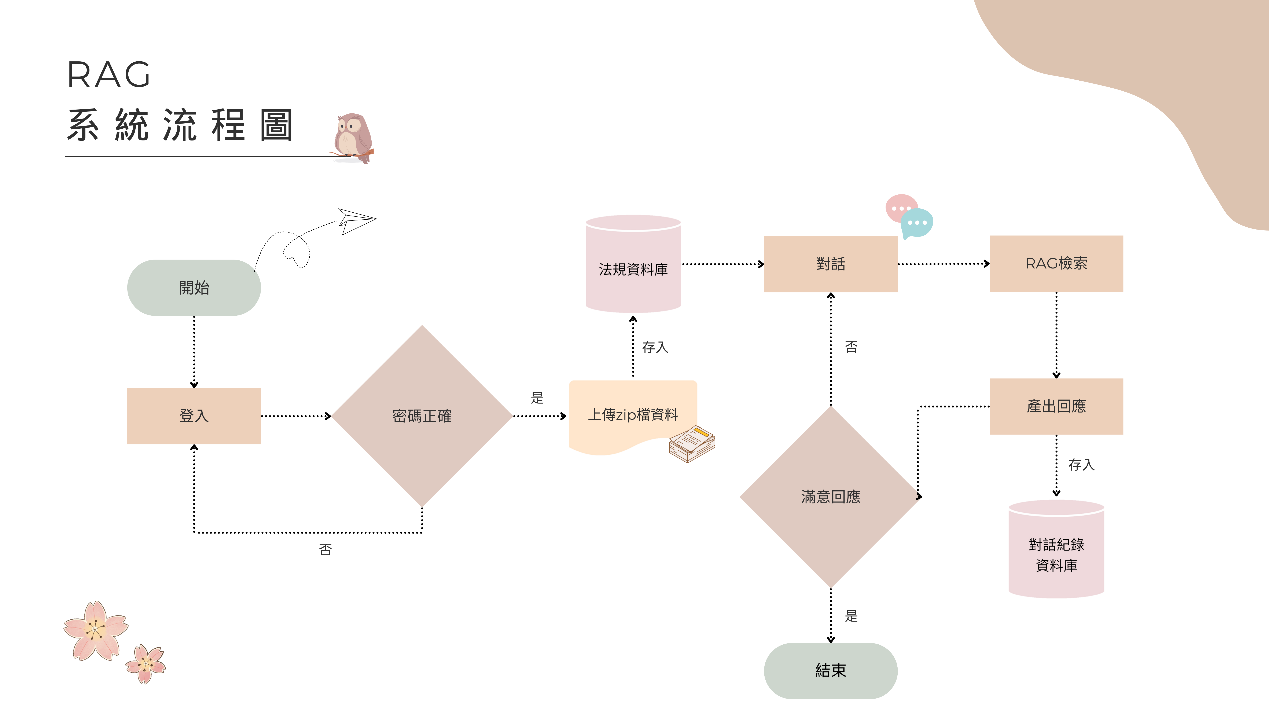 RAG
系統流程圖
開始
登入
密碼正確
是
否
上傳zip檔資料
存入
法規資料庫
對話
RAG檢索
產出回應
存入
對話紀錄
資料庫
滿意回應
否
是
結束